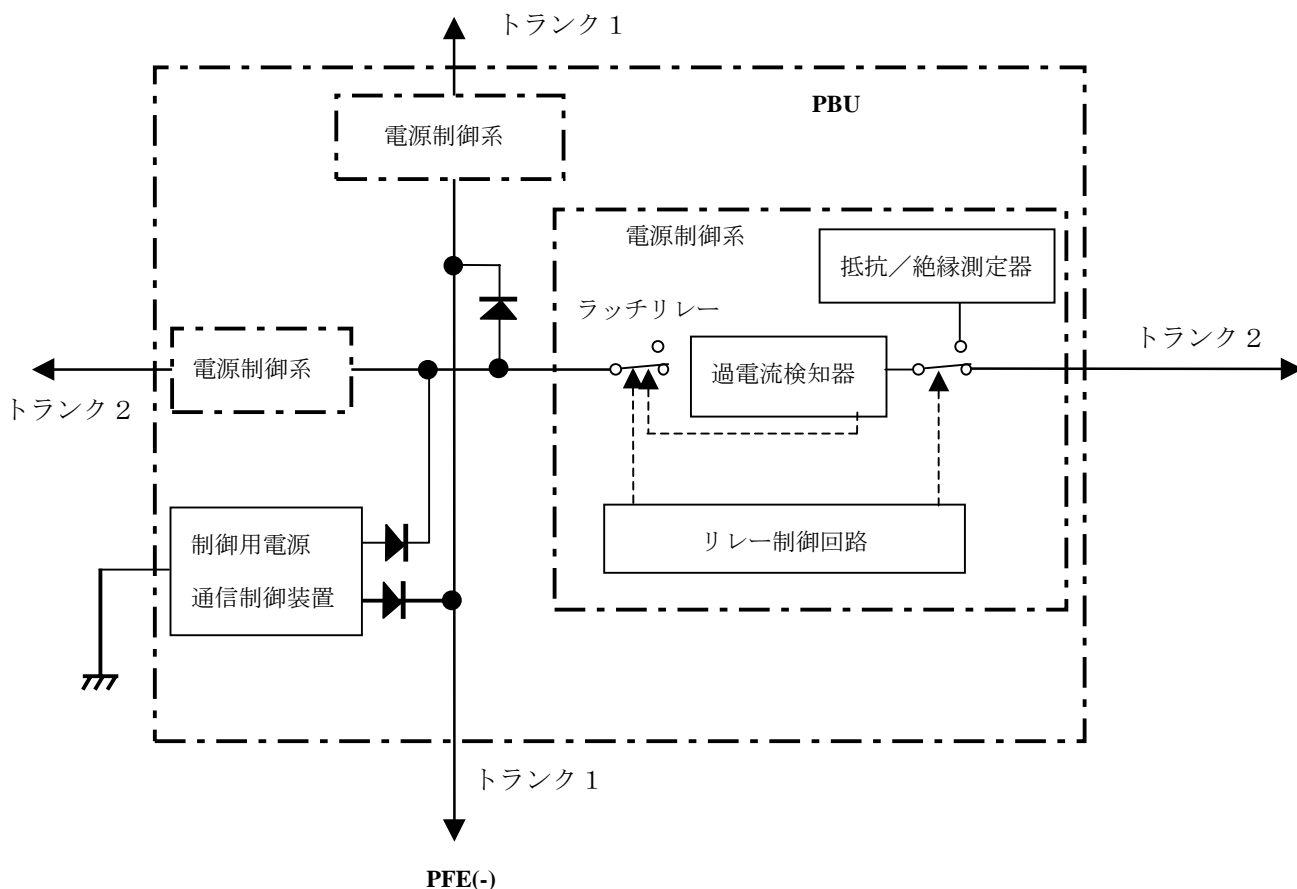 トランク１
PBU
電源制御系
電源制御系
抵抗／絶縁測定器
ラッチリレー
トランク２
電源制御系
過電流検知器
トランク２
制御用電源
通信制御装置
リレー制御回路
トランク１
PFE(-)